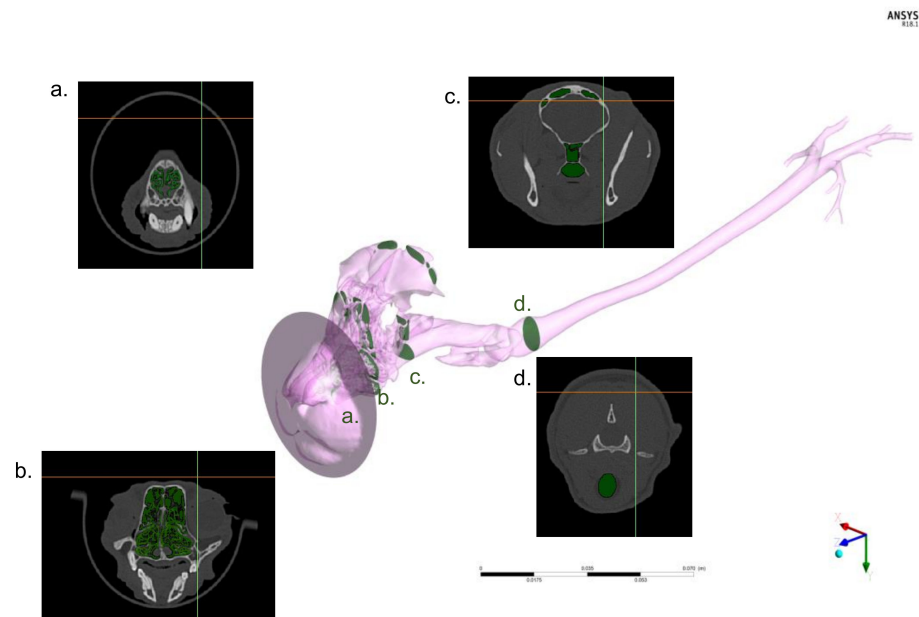 ANSYS
R18.1
a.
c.
d.
d.
c.
b.
a.
b.
X
Z
Y
0
0.035
0.070 (m)
0.0175
0.053